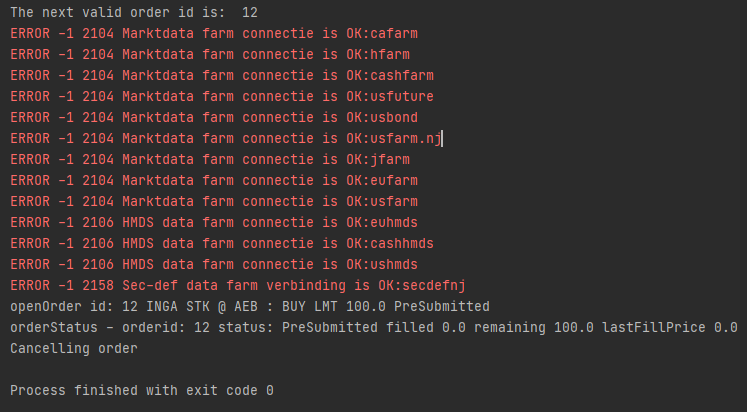 The next valid order id is:  12
ERROR -1 2104 Marktdata farm connectie is OK:cafarm
ERROR -1 2104 Marktdata farm connectie is OK:hfarm
ERROR -1 2104 Marktdata farm connectie is OK:cashfarm
ERROR -1 2104 Marktdata farm connectie is OK:usfuture
ERROR -1 2104 Marktdata farm connectie is OK:usbond
ERROR -1 2104 Marktdata farm connectie is OK:usfarm.nj
ERROR -1 2104 Marktdata farm connectie is OK:jfarm
ERROR -1 2104 Marktdata farm connectie is OK:eufarm
ERROR -1 2104 Marktdata farm connectie is OK:usfarm
ERROR -1 2106 HMDS data farm connectie is OK:euhmds
ERROR -1 2106 HMDS data farm connectie is OK:cashhmds
ERROR -1 2106 HMDS data farm connectie is OK:ushmds
ERROR -1 2158 Sec-def data farm verbinding is OK:secdefnj
openOrder id: 12 INGA STK @ AEB : BUY LMT 100.0 PreSubmitted
orderStatus - orderid: 12 status: PreSubmitted filled 0.0 remaining 100.0 lastFillPrice 0.0
Cancelling order
Process finished with exit code 0